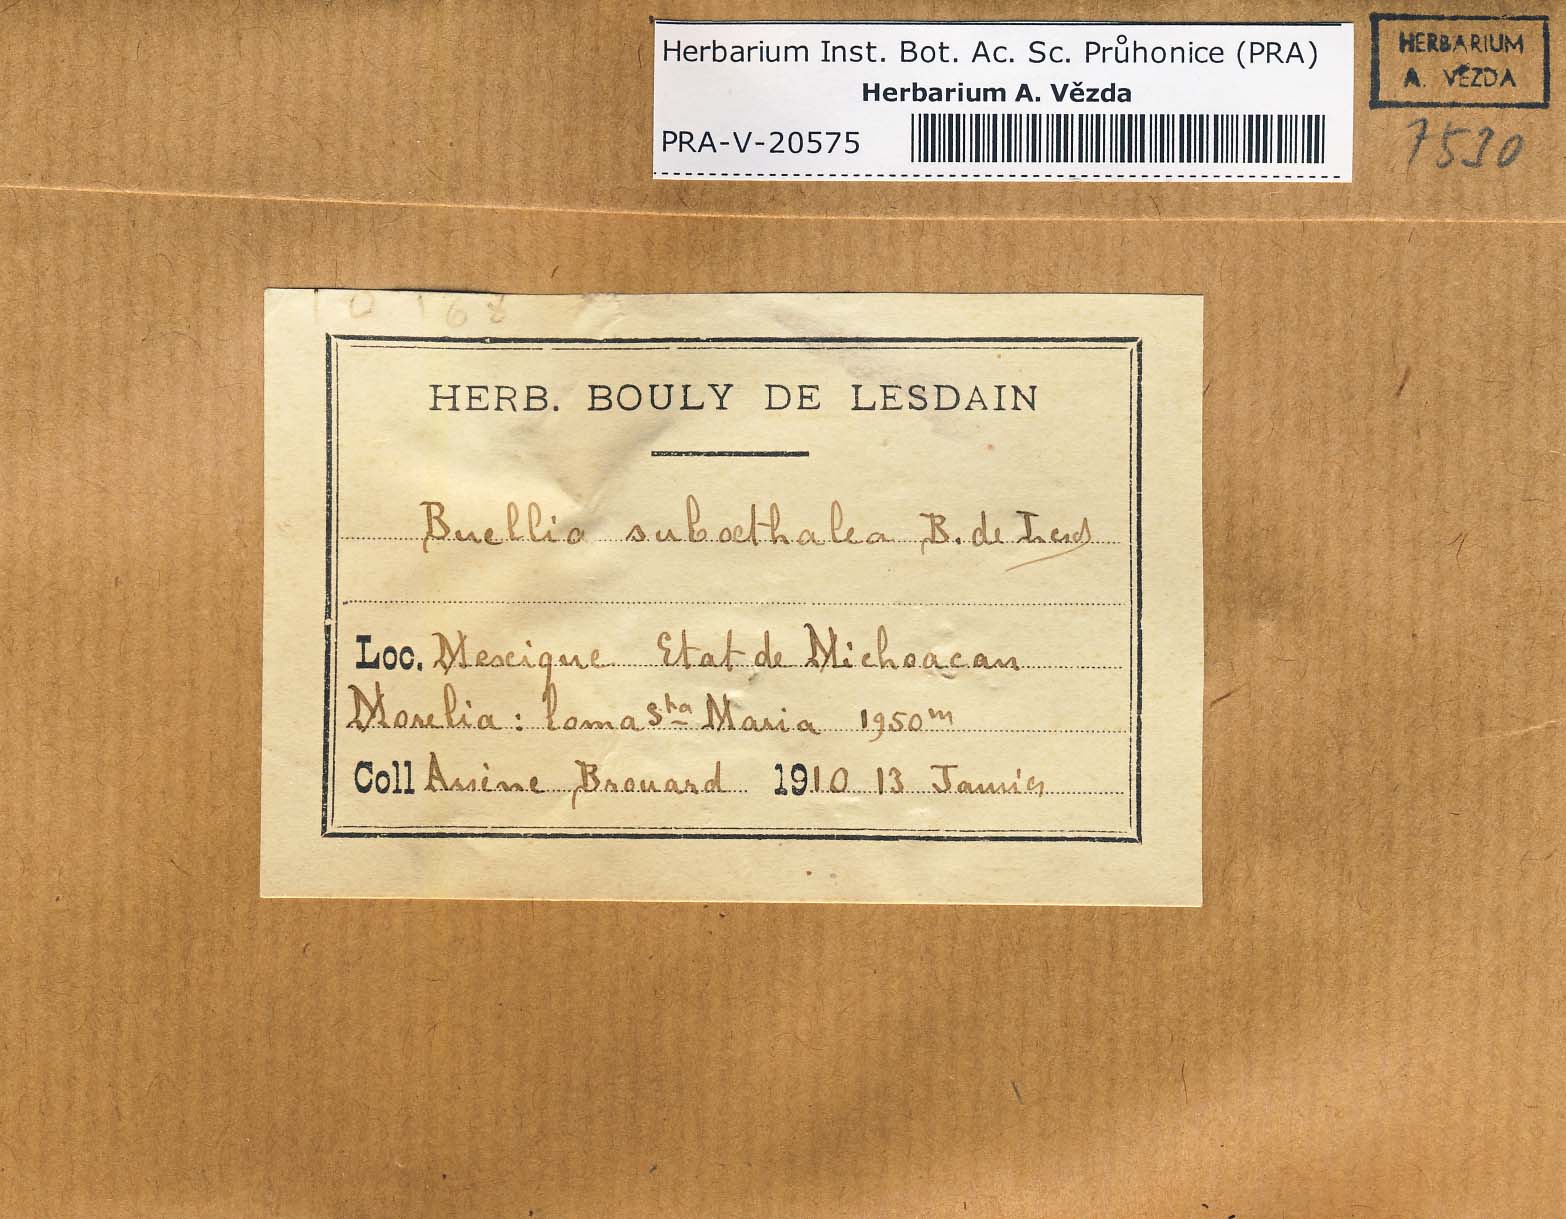 Herbarium Inst. Bot. Ac. Sc. Průhonice (PRA)
Herbarium A. Vězda
PRA-V-20575
HERBARIUM
A. VĚZDA
7530
10168
HERB. BOULY DE LESDAIN
Buellia subaethalea B. de Lesd
Loc. Mexique Etat de Michoacan
Morelia: loma Sta Maria 1950m
Coll Arsène Brouard 1910 13 Janvier